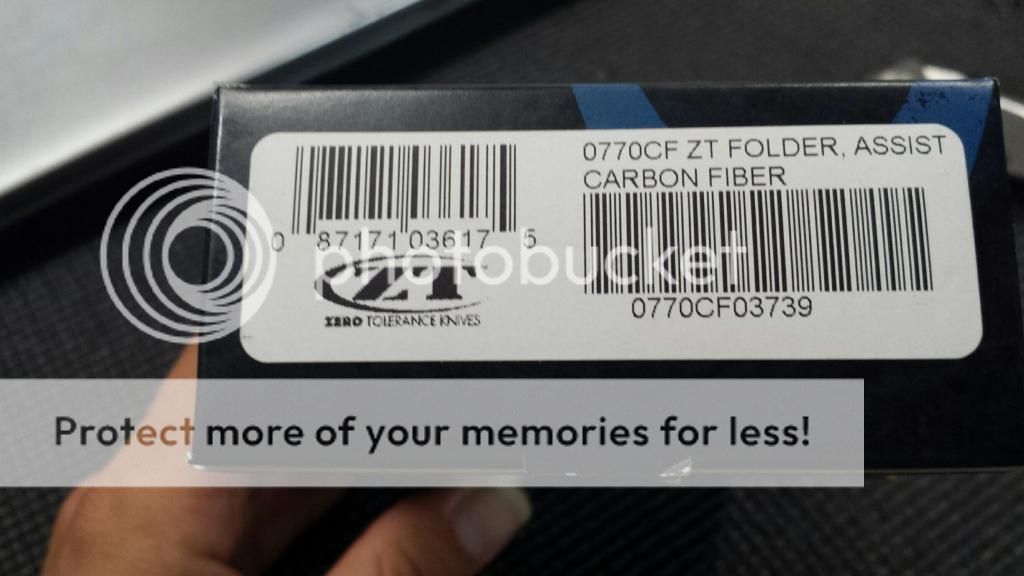 0770CF ZT FOLDER, ASSIST
CARBON FIBER
0 87171 03617 5
0770CF03739
ZT
ZERO TOLERANCE KNIVES
photobucket
Protect more of your memories for less!